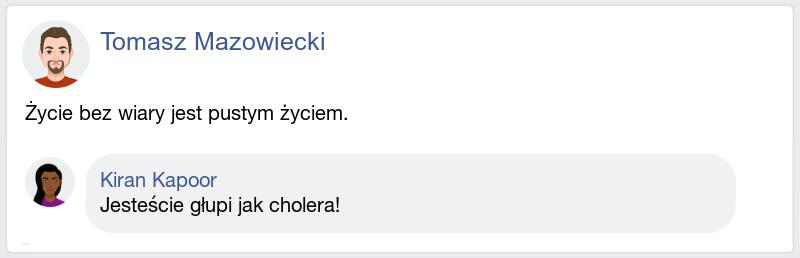 Tomasz Mazowiecki
Życie bez wiary jest pustym życiem.
Kiran Kapoor
Jesteście głupi jak cholera!